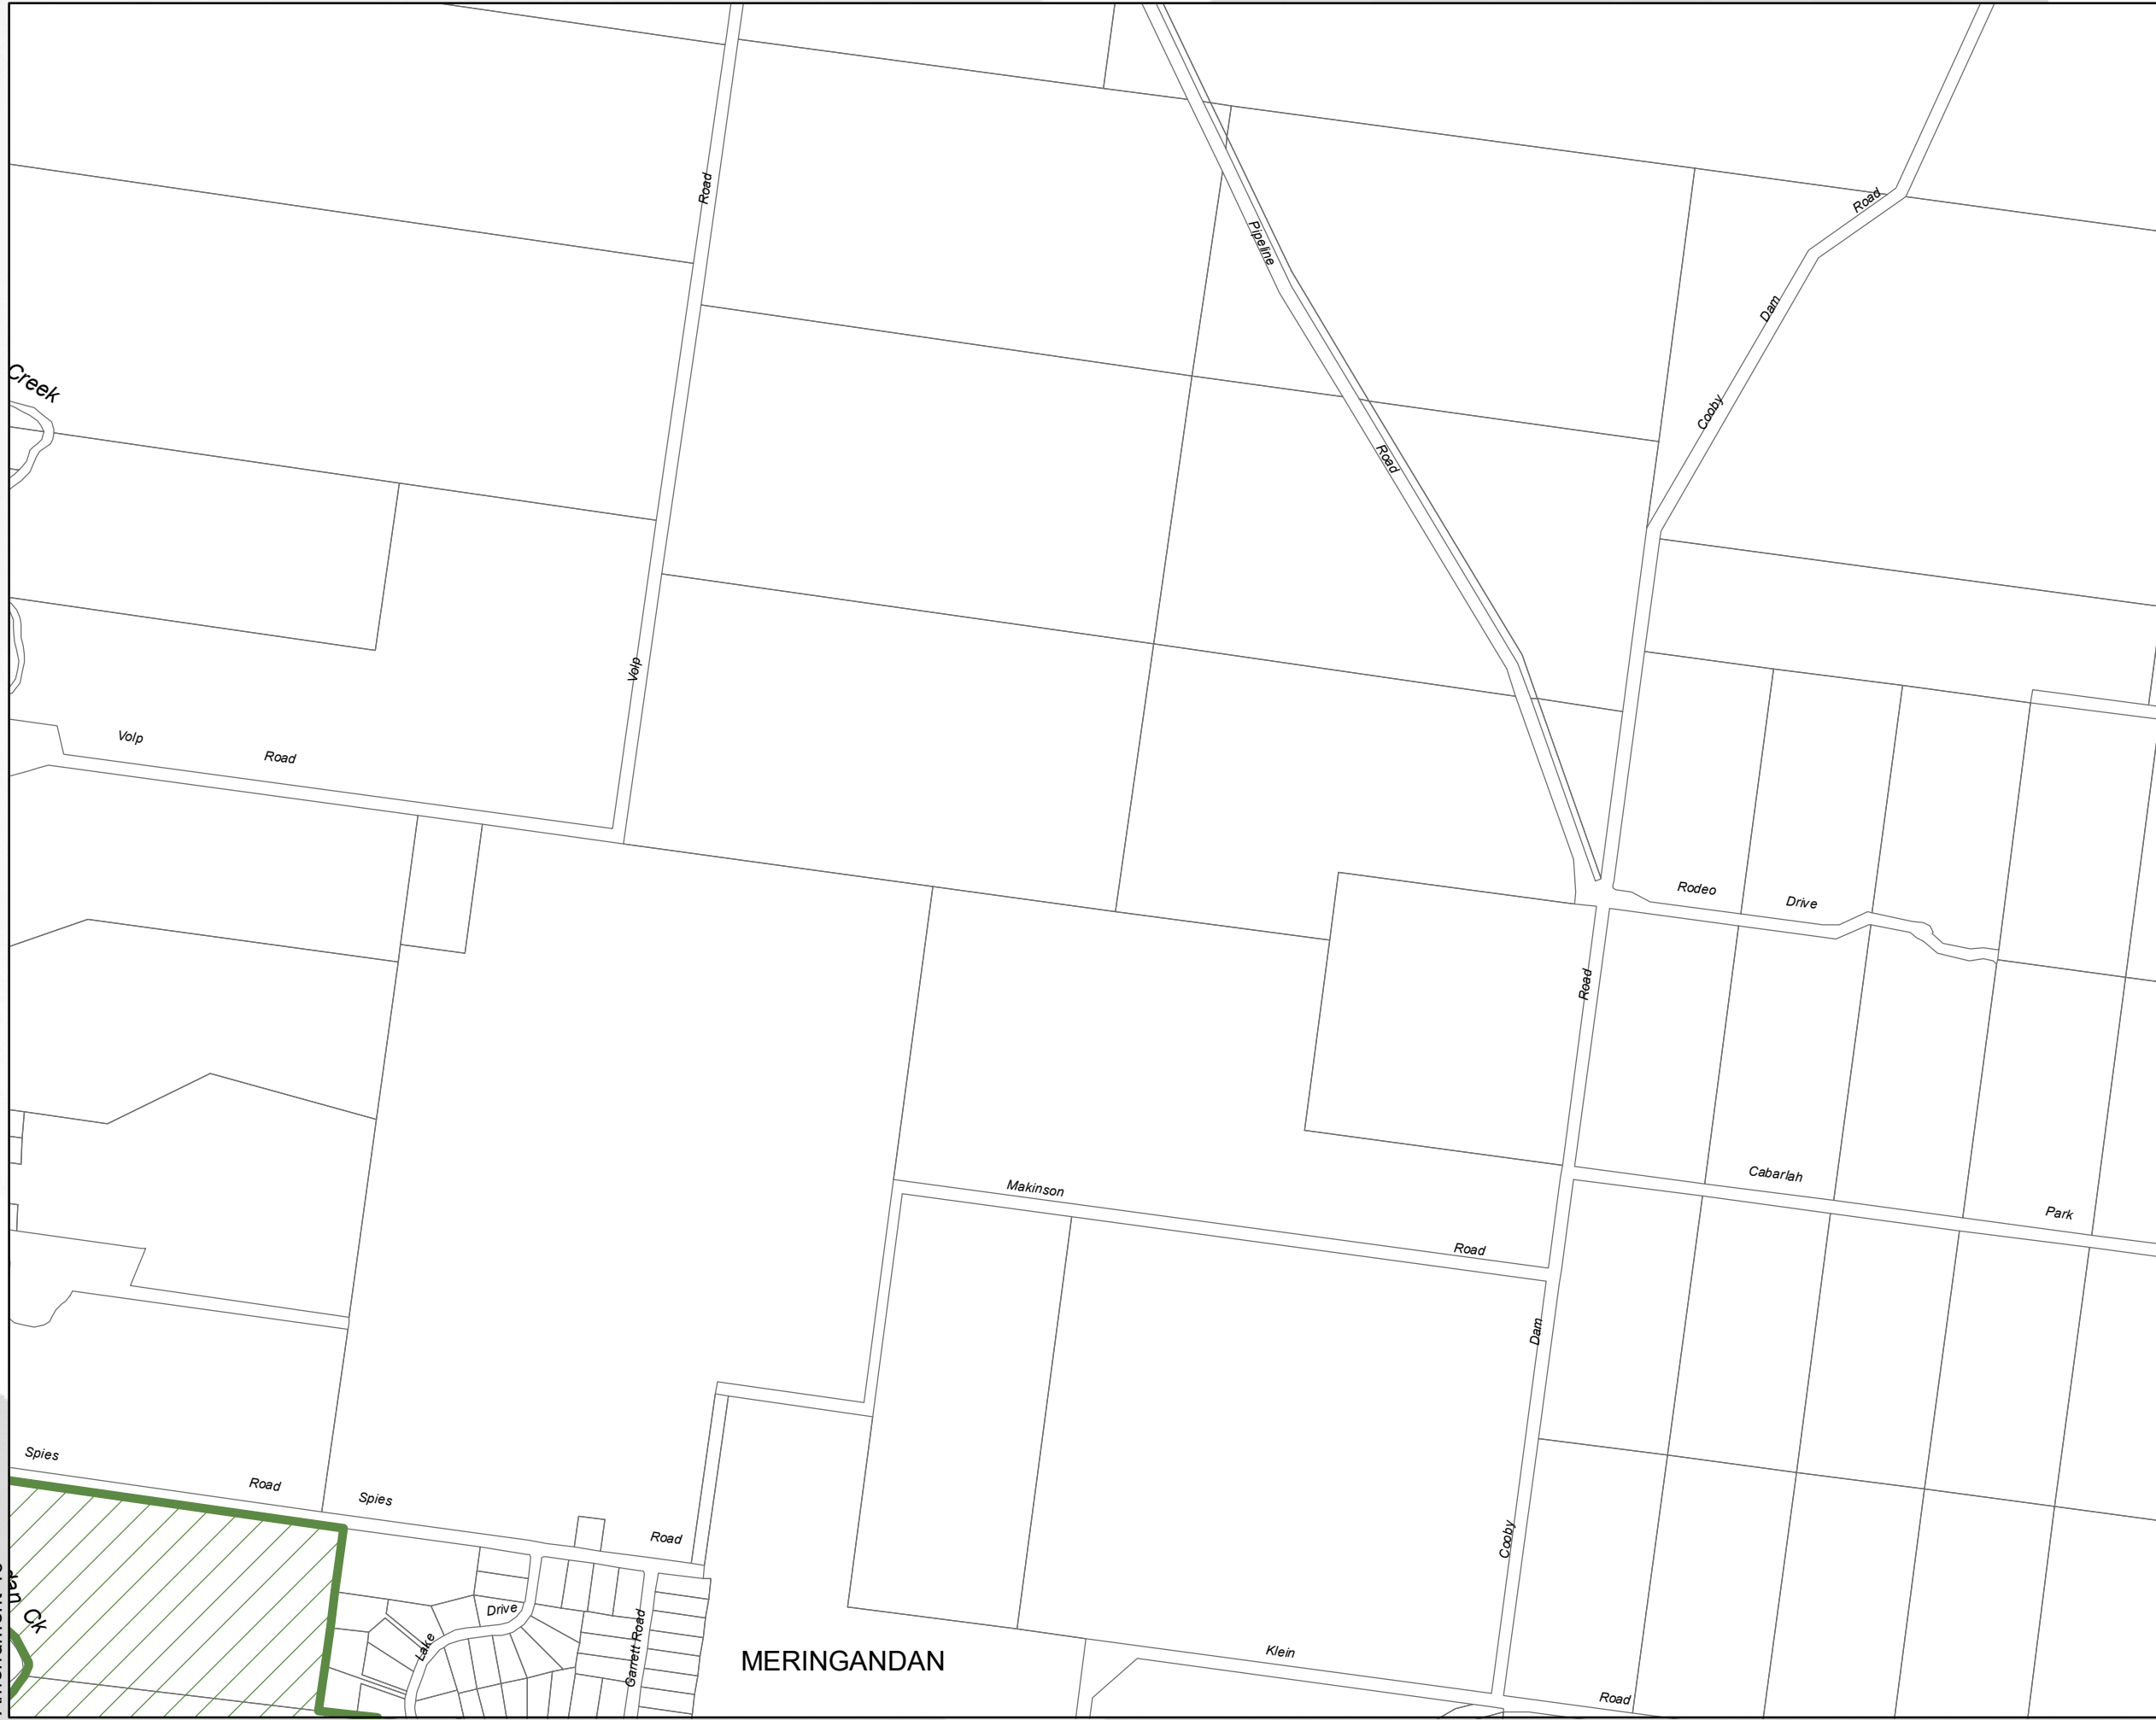 Road
Road
Pipeline
Dam
Creek
Cooby
Road
Volp
Volp
Road
Rodeo
Drive
Road
Cabarlah
Makinson
Park
Road
Dam
Spies
Road
Spies
Road
Cooby
Drive
Lake
Garrett Road
Ck
MERINGANDAN
Klein
Road